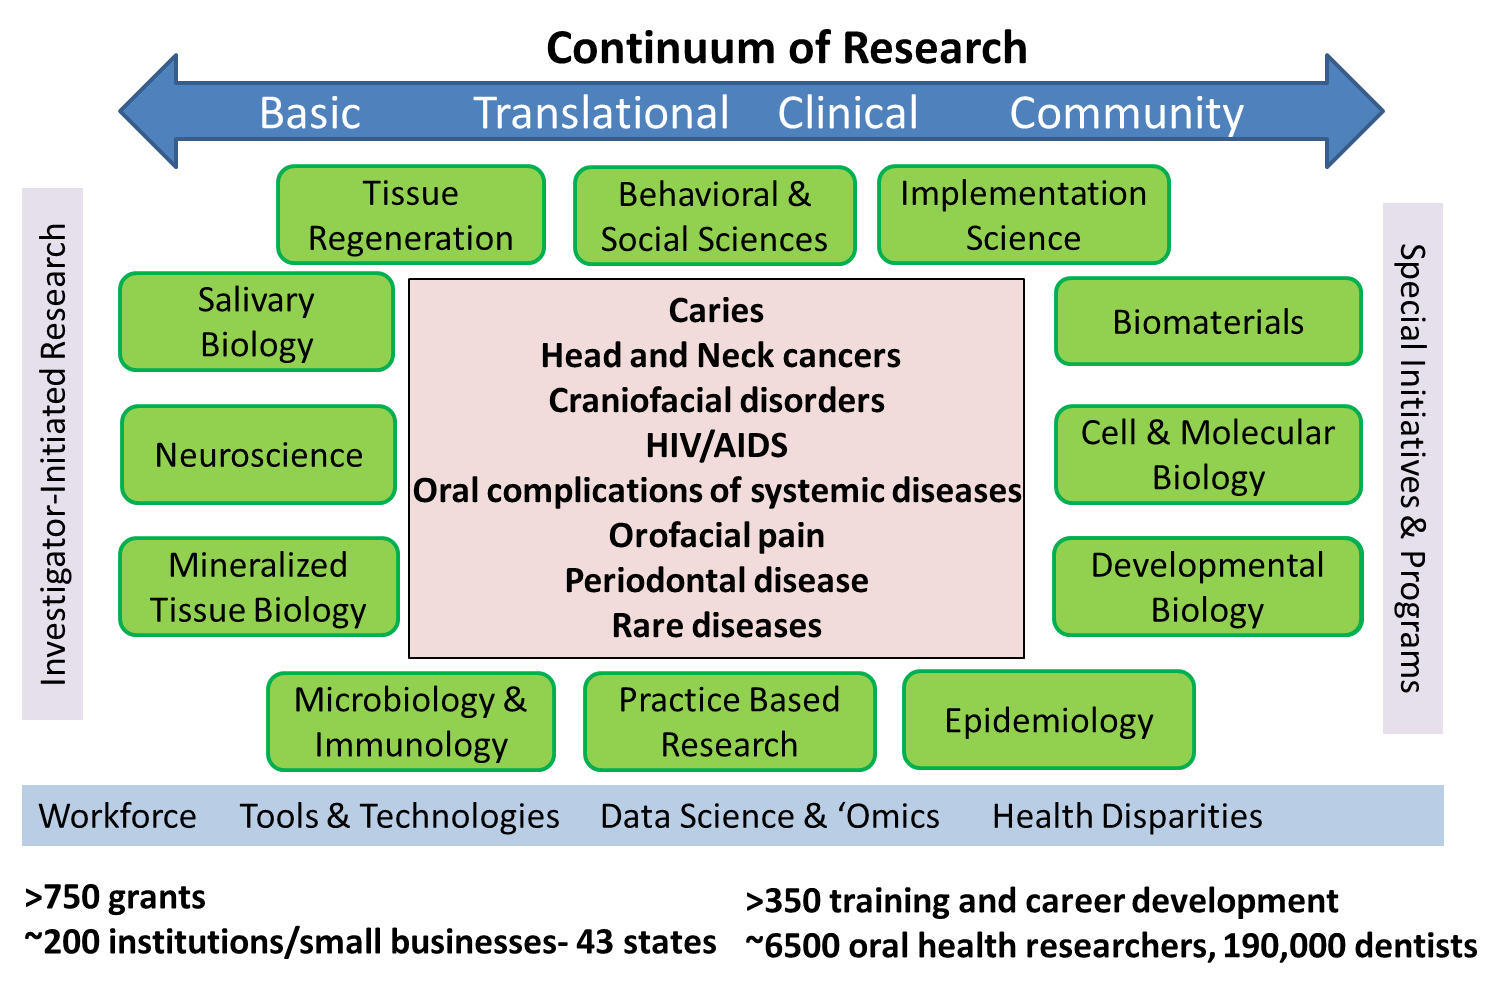 Continuum of Research
Basic Translational Clinical Community
Tissue
Regeneration
Behavioral &
Social Sciences
Implementation
Science
Investigator-Initiated Research
Salivary
Biology
Neuroscience
Mineralized
Tissue Biology
Caries
Head and Neck cancers
Craniofacial disorders
HIV/AIDS
Oral complications of systemic diseases
Orofacial pain
Periodontal disease
Rare diseases
Biomaterials
Cell & Molecular
Biology
Developmental
Biology
Special Initiatives & Programs
Microbiology &
Immunology
Practice Based
Research
Epidemiology
Workforce Tools & Technologies Data Science & ‘Omics Health Disparities
>750 grants
~200 institutions/small businesses- 43 states
>350 training and career development
~6500 oral health researchers, 190,000 dentists